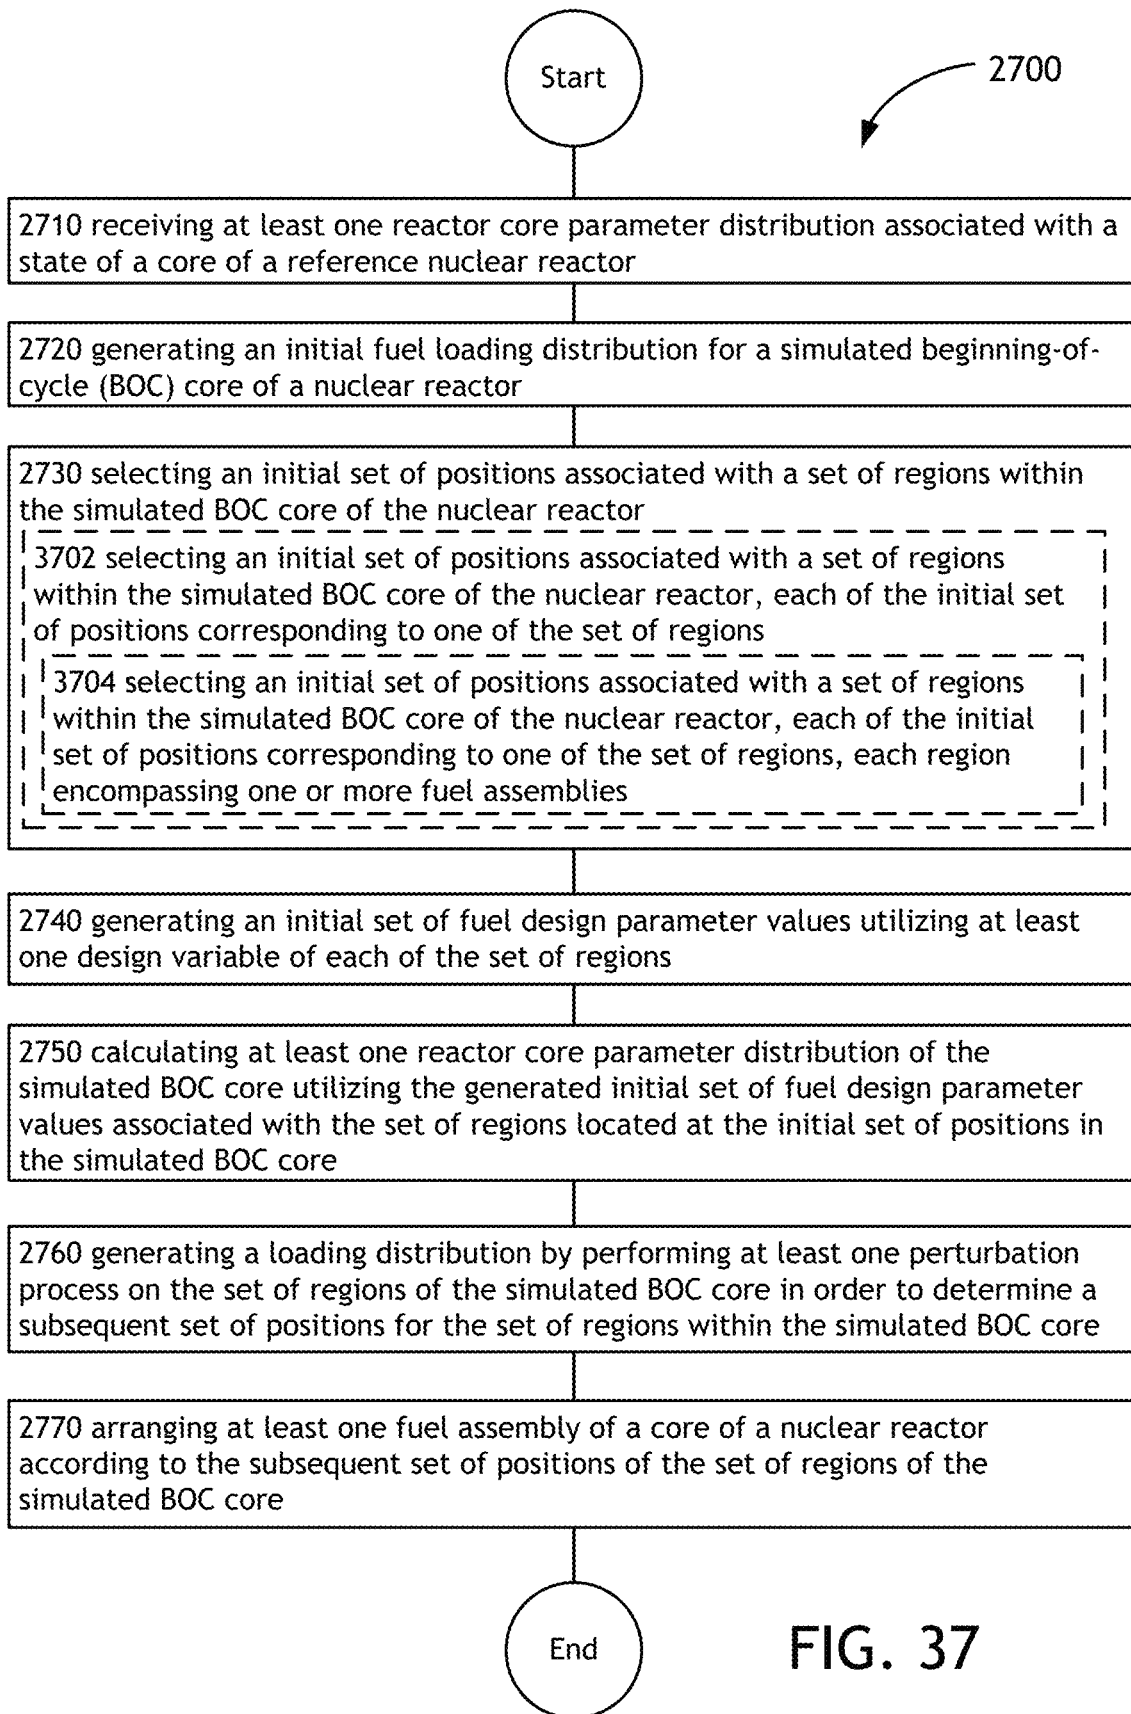 Start
2700
2710 receiving at least one reactor core parameter distribution associated with a
state of a core of a reference nuclear reactor
2720 generating an initial fuel loading distribution for a simulated beginning-of-
cycle (BOC) core of a nuclear reactor
2730 selecting an initial set of positions associated with a set of regions within
the simulated BOC core of the nuclear reactor
3702 selecting an initial set of positions associated with a set of regions
within the simulated BOC core of the nuclear reactor, each of the initial set
of positions corresponding to one of the set of regions
3704 selecting an initial set of positions associated with a set of regions
within the simulated BOC core of the nuclear reactor, each of the initial
set of positions corresponding to one of the set of regions, each region
encompassing one or more fuel assemblies
2740 generating an initial set of fuel design parameter values utilizing at least
one design variable of each of the set of regions
2750 calculating at least one reactor core parameter distribution of the
simulated BOC core utilizing the generated initial set of fuel design parameter
values associated with the set of regions located at the initial set of positions in
the simulated BOC core
2760 generating a loading distribution by performing at least one perturbation
process on the set of regions of the simulated BOC core in order to determine a
subsequent set of positions for the set of regions within the simulated BOC core
2770 arranging at least one fuel assembly of a core of a nuclear reactor
according to the subsequent set of positions of the set of regions of the
simulated BOC core
End
FIG. 37